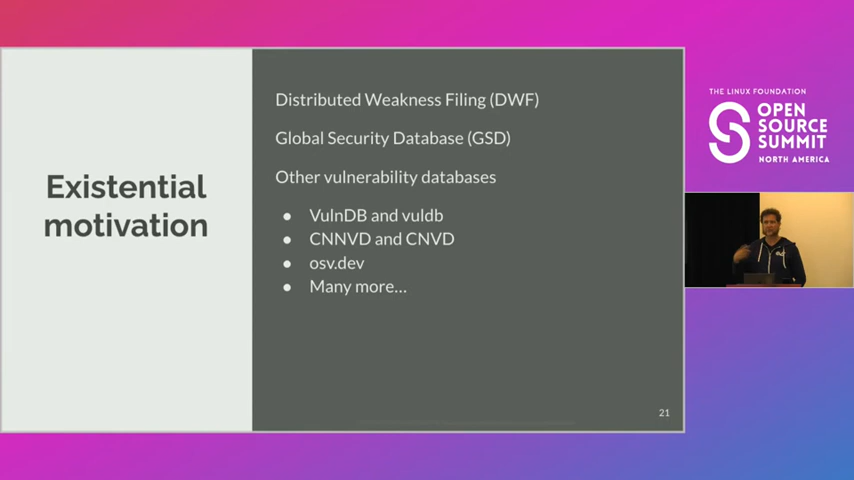 Existential
motivation
Distributed Weakness Filing (DWF)
Global Security Database (GSD)
Other vulnerability databases
● VulnDB and vuldb
● CNNVD and CNVD
● osv.dev
● Many more...
21
THE LINUX FOUNDATION
OPEN
SOURCE
SUMMIT
NORTH AMERICA